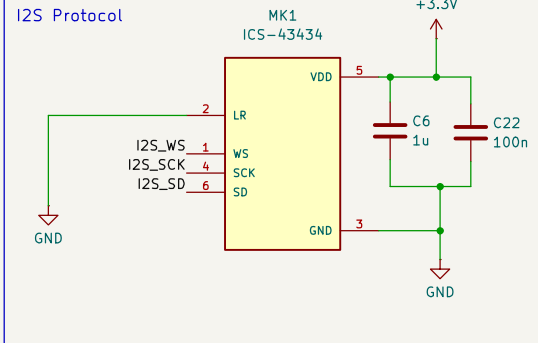 I2S Protocol
+3.3V
MK1
ICS-43434
VDD 5
2 LR
C6
1u
C22
100n
I2S_WS 1 WS
I2S_SCK 4 SCK
I2S_SD 6 SD
GND 3
GND
GND